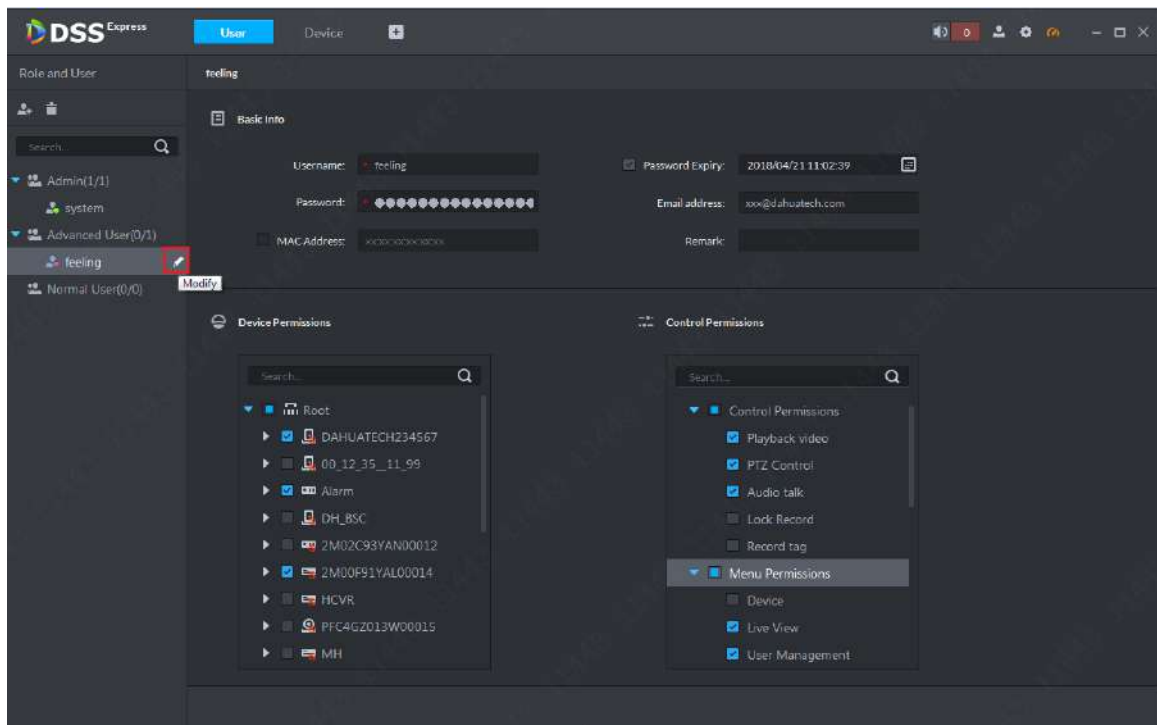 DSS Express
User
Device
0
Role and User
feeling
Basic Info
Search...
Username:
* feeling
Password Expiry:
2018/04/21 11:02:39
Admin(1/1)
Password:
*
Email address:
xxx@dahuatech.com
system
Advanced User(0/1)
MAC Address:
Remark:
feeling
Modify
Normal User(0/0)
Device Permissions
Control Permissions
Search...
Search...
Root
Control Permissions
DAHUATECH234567
Playback video
00_12_35__11_99
PTZ Control
Alarm
Audio talk
DH_BSC
Lock Record
2M02C93YAN00012
Record tag
2M00F91YAL00014
Menu Permissions
HCVR
Device
PFC4GZ013W00015
Live View
MH
User Management